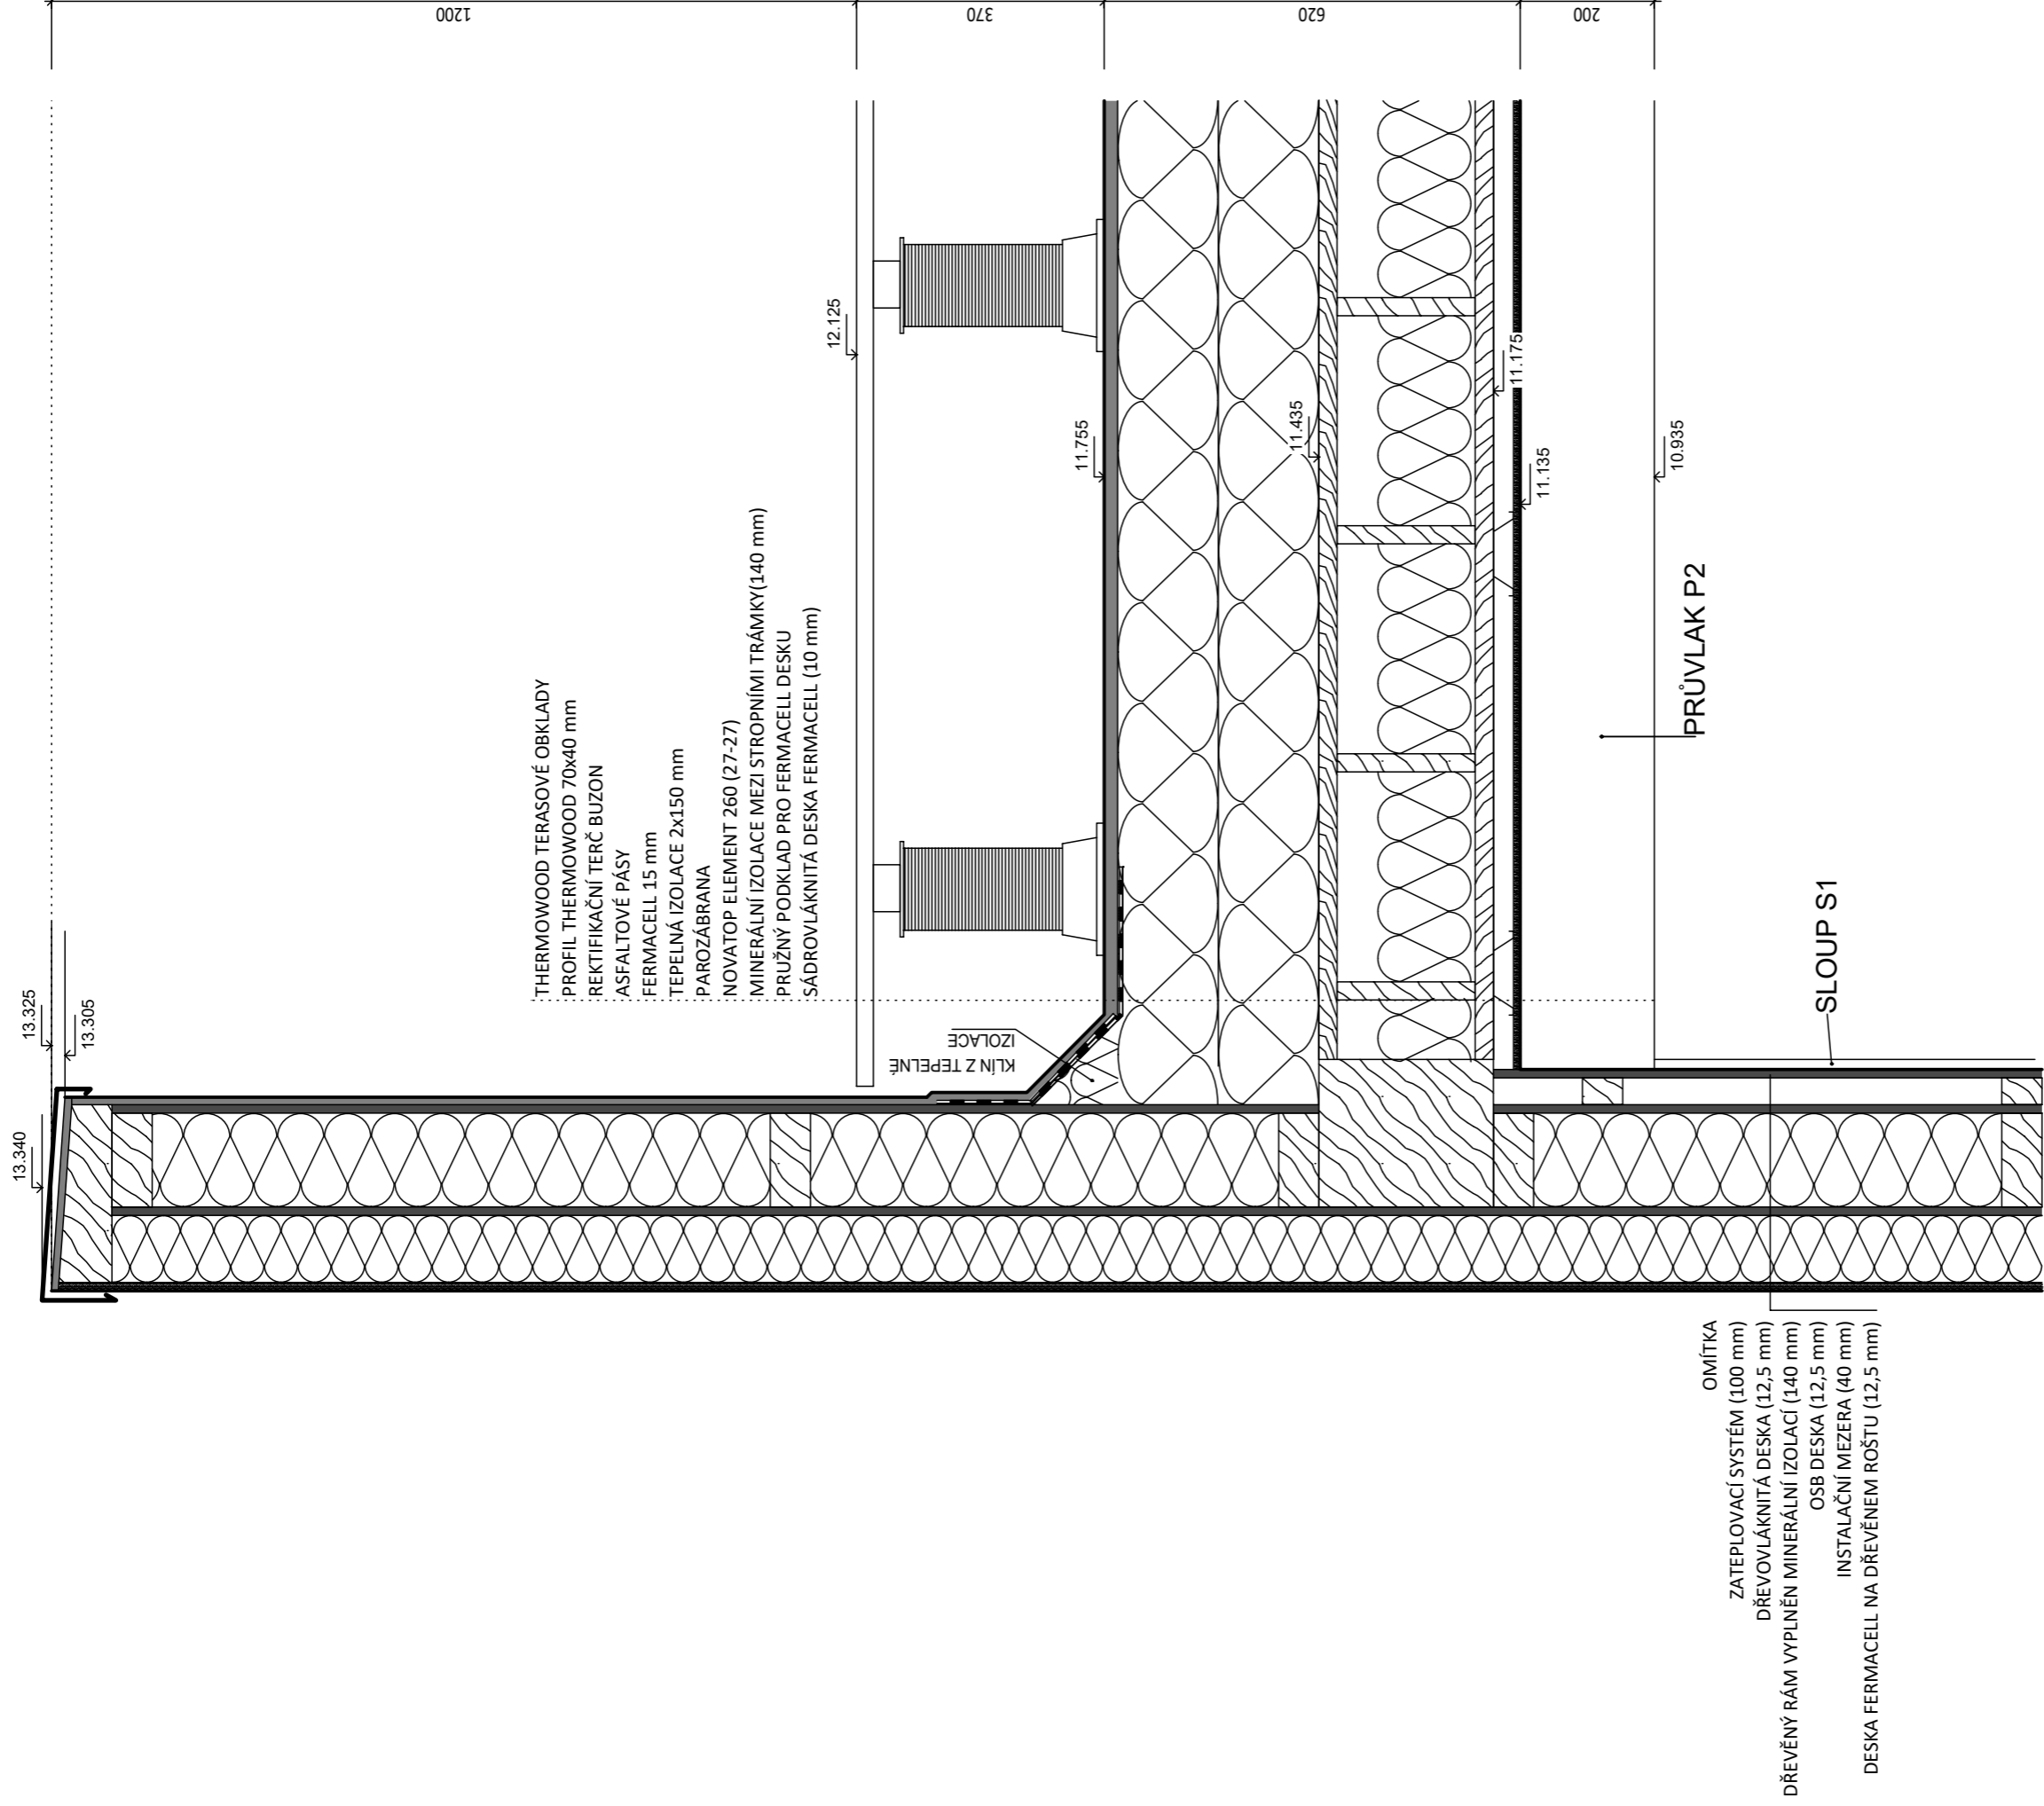 1200
370
620
200
13.325
13.305
13.340
12.125
11.755
11.435
11.175
11.135
10.935
THERMOWOOD TERASOVÉ OBKLADY
PROFIL THERMOWOOD 70x40 mm
REKTIFIKAČNÍ TERČ BUZON
ASFALTOVÉ PÁSY
FERMACELL 15 mm
TEPELNÁ IZOLACE 2x150 mm
PAROZÁBRANA
NOVATOP ELEMENT 260 (27-27)
MINERÁLNÍ IZOLACE MEZI STROPNÍMI TRÁMKY(140 mm)
PRUŽNÝ PODKLAD PRO FERMACELL DESKU
SÁDROVLÁKNITÁ DESKA FERMACELL (10 mm)
KLÍN Z TEPELNÉ
IZOLACE
PRŮVLAK P2
SLOUP S1
OMÍTKA
ZATEPLOVACÍ SYSTÉM (100 mm)
DŘEVOVLÁKNITÁ DESKA (12,5 mm)
DŘEVĚNÝ RÁM VYPLNĚN MINERÁLNÍ IZOLACÍ (140 mm)
OSB DESKA (12,5 mm)
INSTALAČNÍ MEZERA (40 mm)
DESKA FERMACELL NA DŘEVĚNEM ROŠTU (12,5 mm)